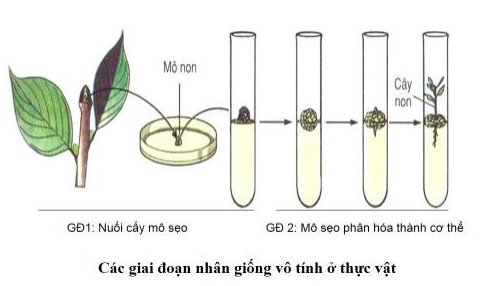 Mô non
Cây
non
GĐ1: Nuối cấy mô sẹo
GĐ 2: Mô sẹo phân hóa thành cơ thể
Các giai đoạn nhân giống vô tính ở thực vật